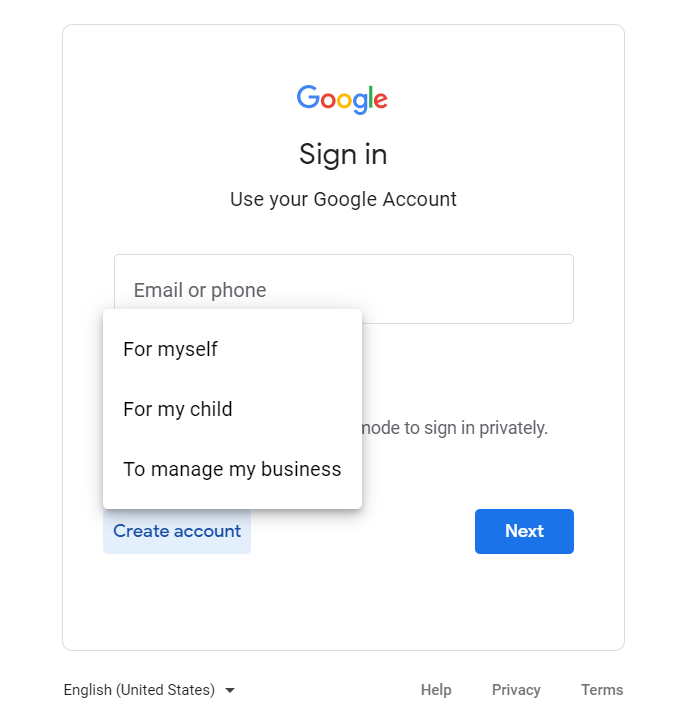 Google
Sign in
Use your Google Account
Email or phone
For myself
For my child
mode to sign in privately.
To manage my business
Create account
Next
English (United States)
Help
Privacy
Terms